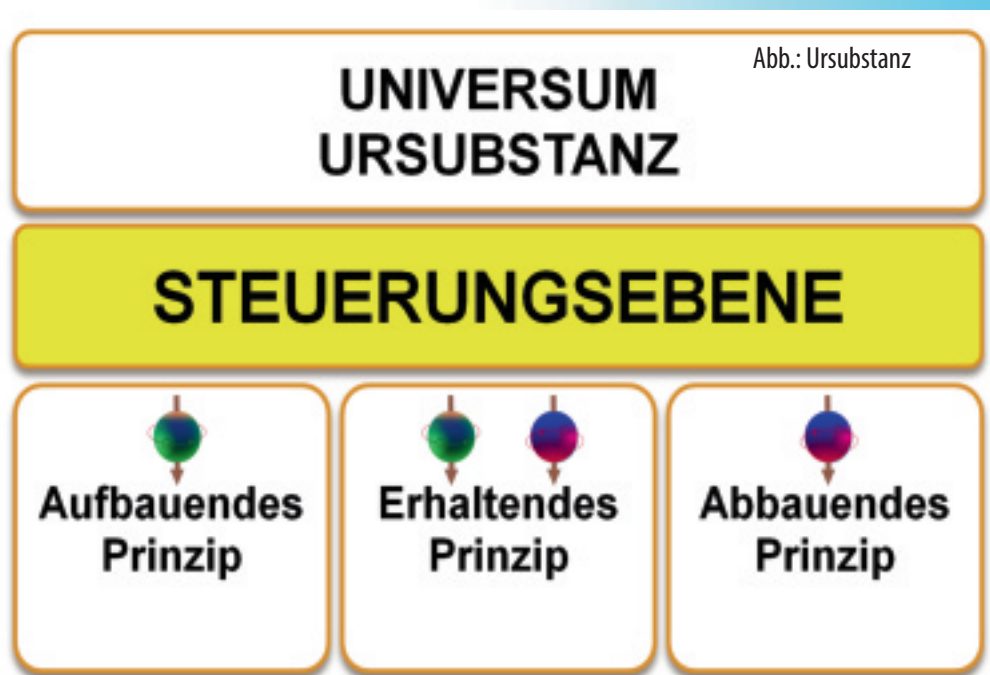 Abb.: Ursubstanz
UNIVERSUM
URSUBSTANZ
STEUERUNGSEBENE
Aufbauendes
Prinzip
Erhaltendes
Prinzip
Abbauendes
Prinzip